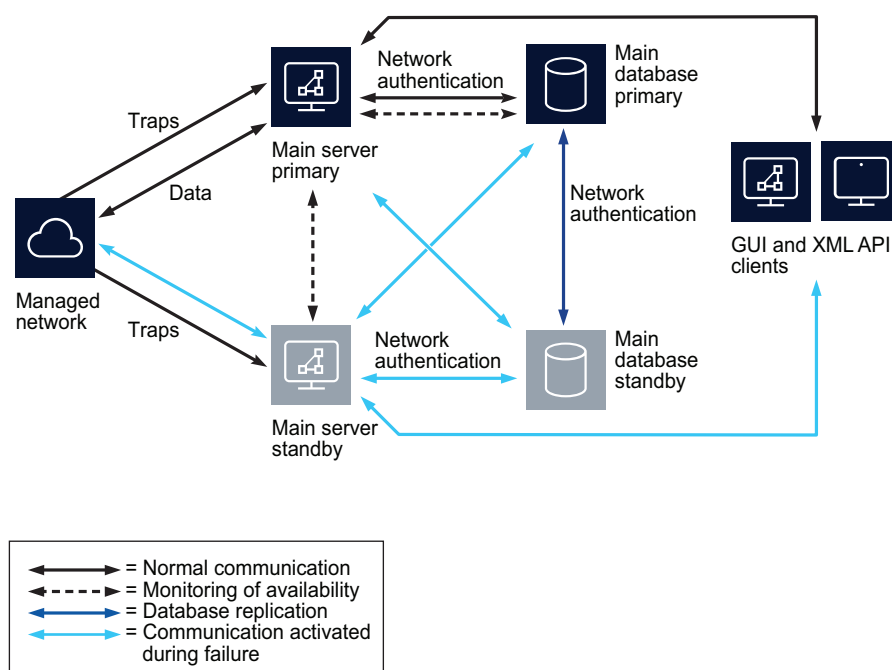 Network
authentication
Main
database
primary
Traps
Main server
primary
Data
Network
authentication
GUI and XML API
clients
Managed
network
Traps
Network
authentication
Main
database
standby
Main server
standby
= Normal communication
= Monitoring of availability
= Database replication
= Communication activated
during failure